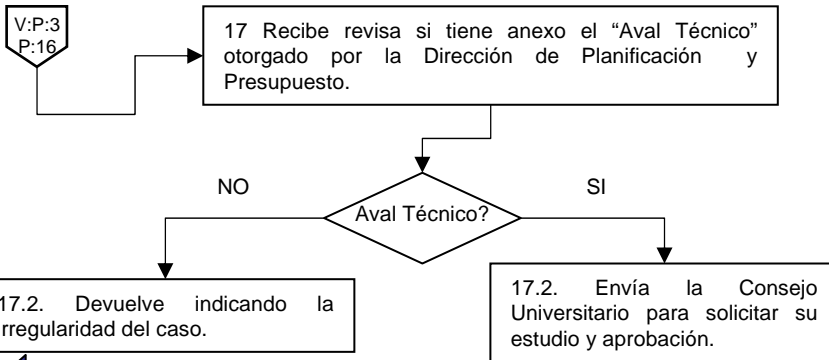 V:P:3
P:16
17 Recibe revisa si tiene anexo el “Aval Técnico”
otorgado por la Dirección de Planificación y
Presupuesto.
NO
SI
Aval Técnico?
17.2. Devuelve indicando la
irregularidad del caso.
17.2. Envía la Consejo
Universitario para solicitar su
estudio y aprobación.